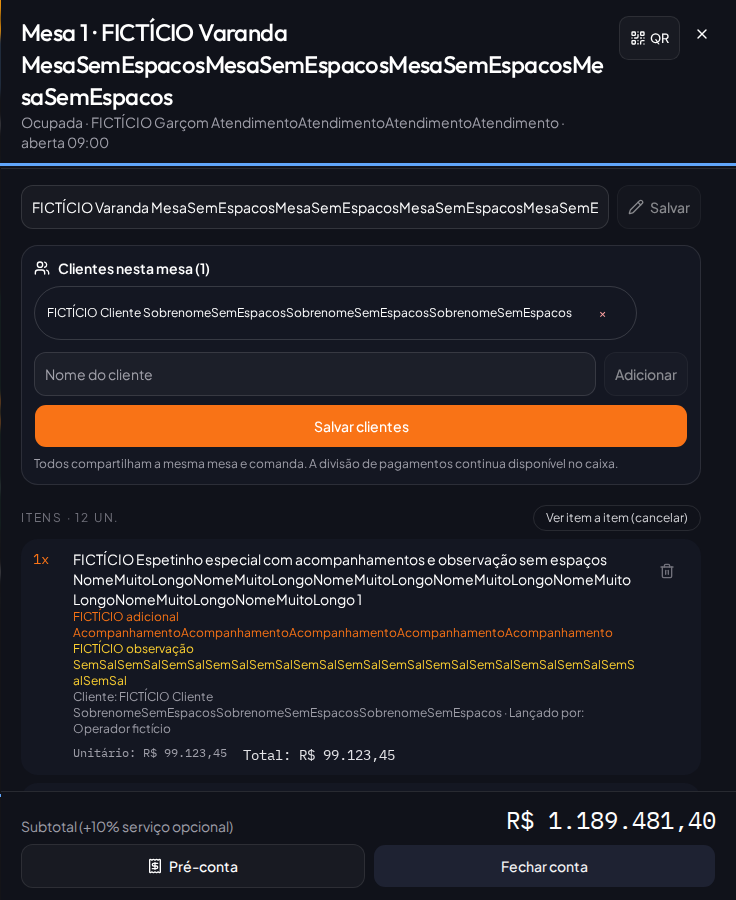 Mesa 1 · FICTÍCIO Varanda
MesaSemEspacosMesaSemEspacosMesaSemEspacosMe
saSemEspacos
QR
×
Ocupada · FICTÍCIO Garçom AtendimentoAtendimentoAtendimentoAtendimento ·
aberta 09:00
FICTÍCIO Varanda MesaSemEspacosMesaSemEspacosMesaSemEspacosMesaSemE
Salvar
Clientes nesta mesa (1)
FICTÍCIO Cliente SobrenomeSemEspacosSobrenomeSemEspacosSobrenomeSemEspacos
×
Nome do cliente
Adicionar
Salvar clientes
Todos compartilham a mesma mesa e comanda. A divisão de pagamentos continua disponível no caixa.
ITENS · 12 UN.
Ver item a item (cancelar)
1x
FICTÍCIO Espetinho especial com acompanhamentos e observação sem espaços
NomeMuitoLongoNomeMuitoLongoNomeMuitoLongoNomeMuitoLongoNomeMuito
LongoNomeMuitoLongoNomeMuitoLongo 1
FICTÍCIO adicional
AcompanhamentoAcompanhamentoAcompanhamentoAcompanhamentoAcompanhamento
FICTÍCIO observação
SemSalSemSalSemSalSemSalSemSalSemSalSemSalSemSalSemSalSemSalSemSalSemSalSemS
alSemSal
Cliente: FICTÍCIO Cliente
SobrenomeSemEspacosSobrenomeSemEspacosSobrenomeSemEspacos · Lançado por:
Operador fictício
Unitário: R$ 99.123,45
Total: R$ 99.123,45
Subtotal (+10% serviço opcional)
R$ 1.189.481,40
Pré-conta
Fechar conta